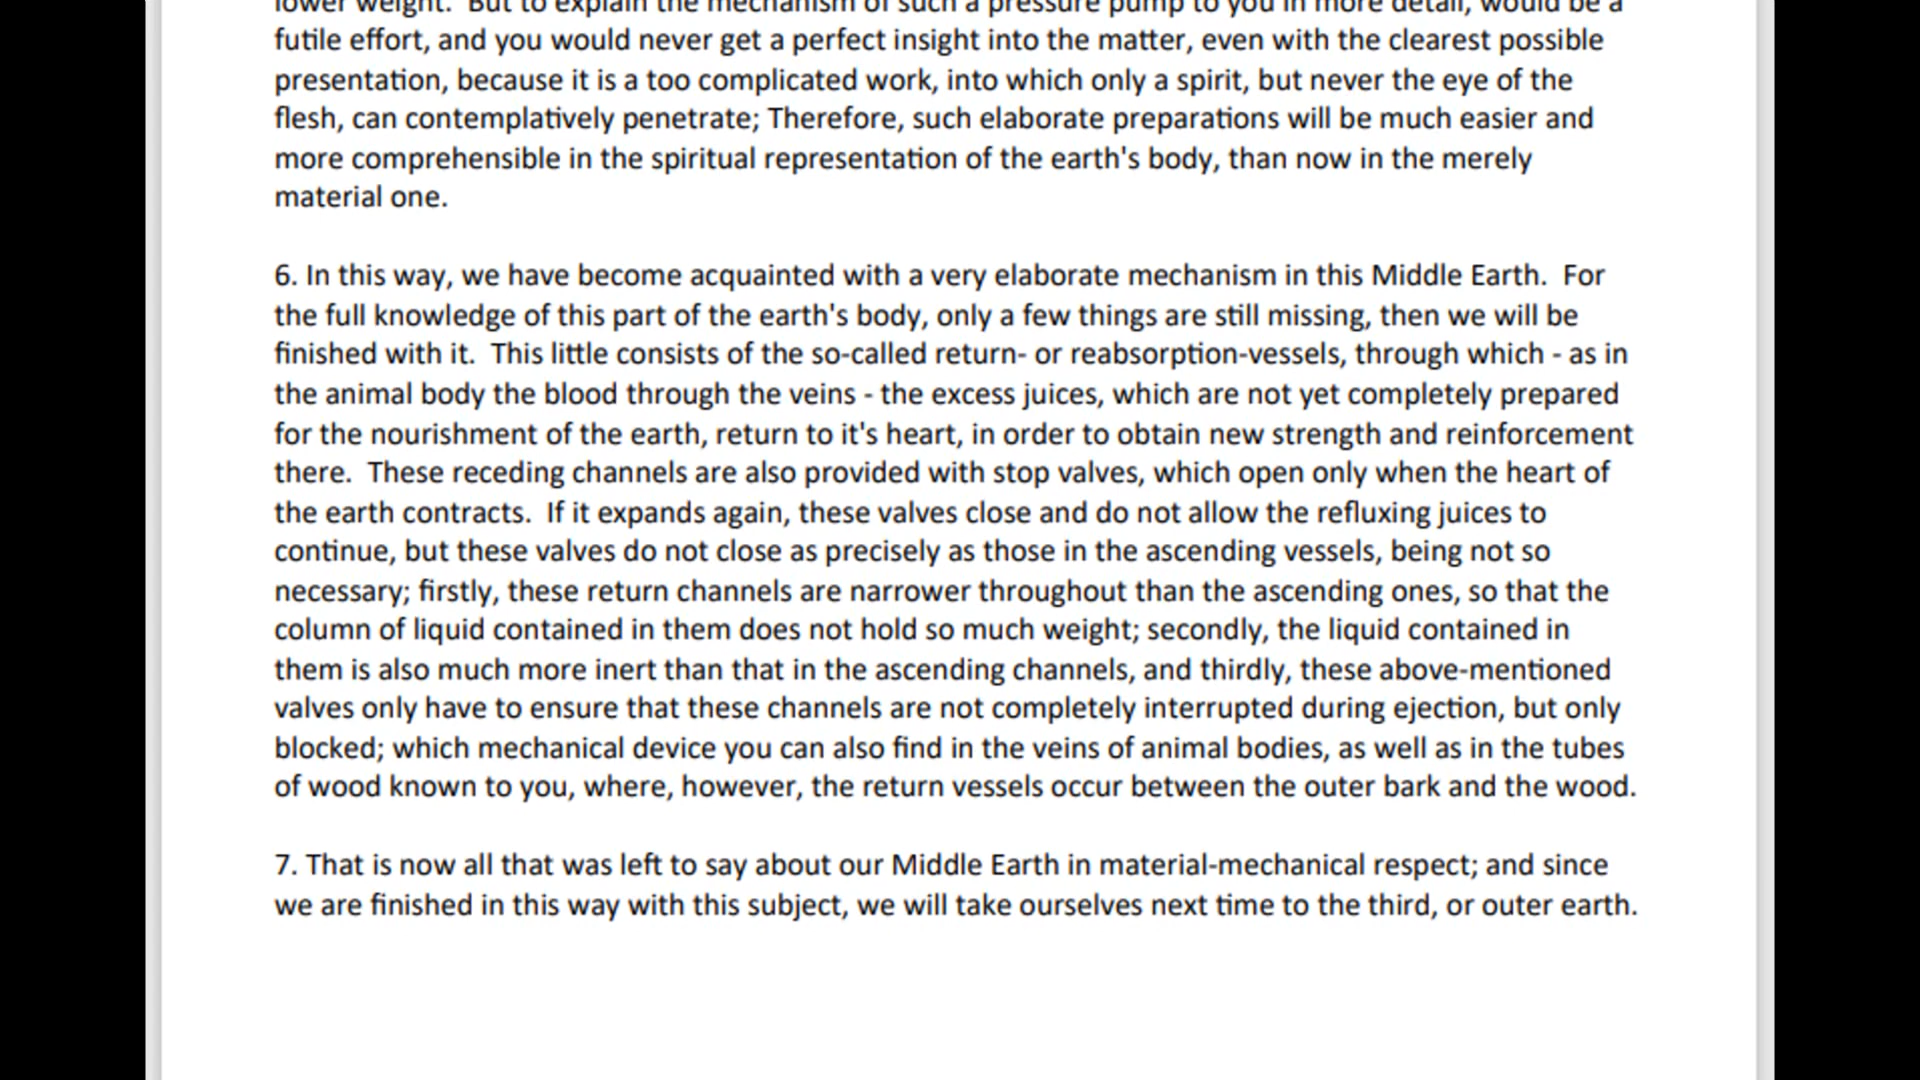 lower weight.  But to explain the mechanism of such a pressure pump to you in more detail, would be a
futile effort, and you would never get a perfect insight into the matter, even with the clearest possible
presentation, because it is a too complicated work, into which only a spirit, but never the eye of the
flesh, can contemplatively penetrate; Therefore, such elaborate preparations will be much easier and
more comprehensible in the spiritual representation of the earth's body, than now in the merely
material one.
6. In this way, we have become acquainted with a very elaborate mechanism in this Middle Earth.  For
the full knowledge of this part of the earth's body, only a few things are still missing, then we will be
finished with it.  This little consists of the so-called return- or reabsorption-vessels, through which - as in
the animal body the blood through the veins - the excess juices, which are not yet completely prepared
for the nourishment of the earth, return to it's heart, in order to obtain new strength and reinforcement
there.  These receding channels are also provided with stop valves, which open only when the heart of
the earth contracts.  If it expands again, these valves close and do not allow the refluxing juices to
continue, but these valves do not close as precisely as those in the ascending vessels, being not so
necessary; firstly, these return channels are narrower throughout than the ascending ones, so that the
column of liquid contained in them does not hold so much weight; secondly, the liquid contained in
them is also much more inert than that in the ascending channels, and thirdly, these above-mentioned
valves only have to ensure that these channels are not completely interrupted during ejection, but only
blocked; which mechanical device you can also find in the veins of animal bodies, as well as in the tubes
of wood known to you, where, however, the return vessels occur between the outer bark and the wood.
7. That is now all that was left to say about our Middle Earth in material-mechanical respect; and since
we are finished in this way with this subject, we will take ourselves next time to the third, or outer earth.